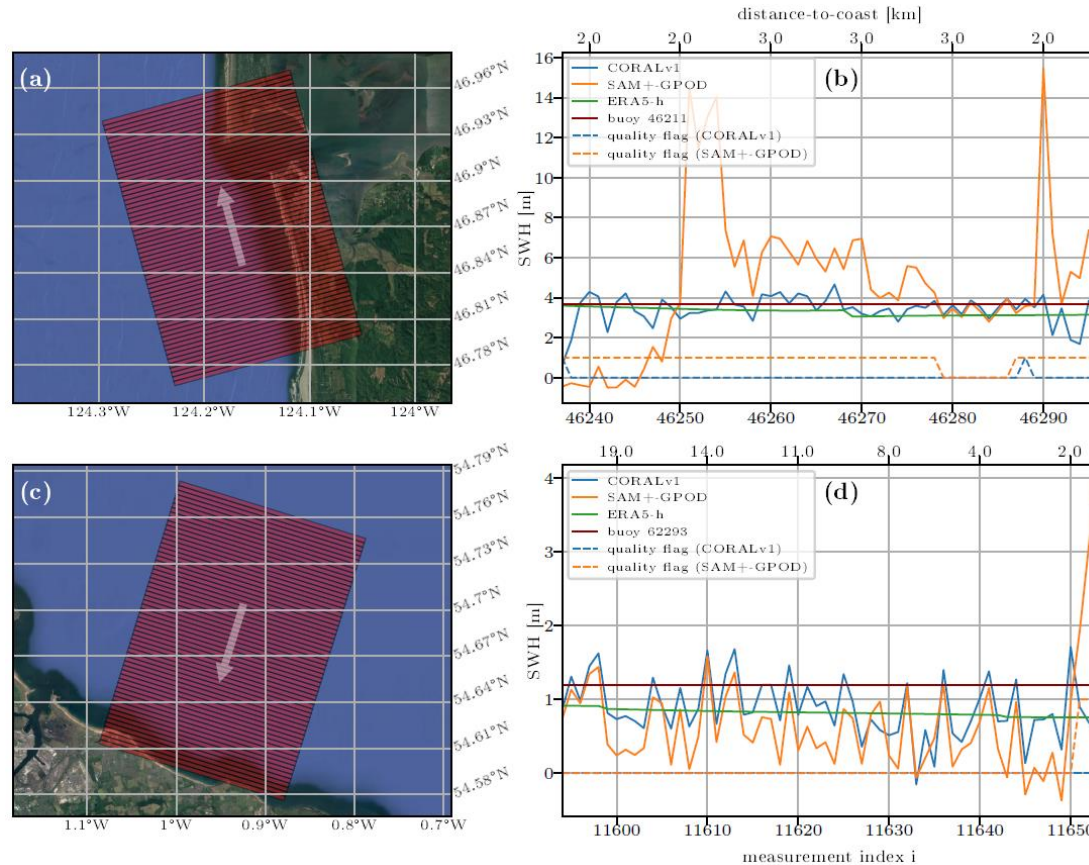 distance-to-coast [km]
2.0 2.0 3.0 3.0 3.0 2.0
(a)
46.96°N
46.93°N
46.9°N
46.87°N
46.84°N
46.81°N
46.78°N
124.3°W 124.2°W 124.1°W 124°W
(b)
CORALv1
SAM+-GPOD
ERA5-h
buoy 46211
quality flag (CORALv1)
quality flag (SAM+-GPOD)
SWH [m]
16
14
12
10
8
6
4
2
0
46240 46250 46260 46270 46280 46290
19.0 14.0 11.0 8.0 4.0 2.0
(c)
54.79°N
54.76°N
54.73°N
54.7°N
54.67°N
54.64°N
54.61°N
54.58°N
1.1°W 1°W 0.9°W 0.8°W 0.7°W
(d)
CORALv1
SAM+-GPOD
ERA5-h
buoy 62293
quality flag (CORALv1)
quality flag (SAM+-GPOD)
SWH [m]
4
3
2
1
0
11600 11610 11620 11630 11640 11650
measurement index i